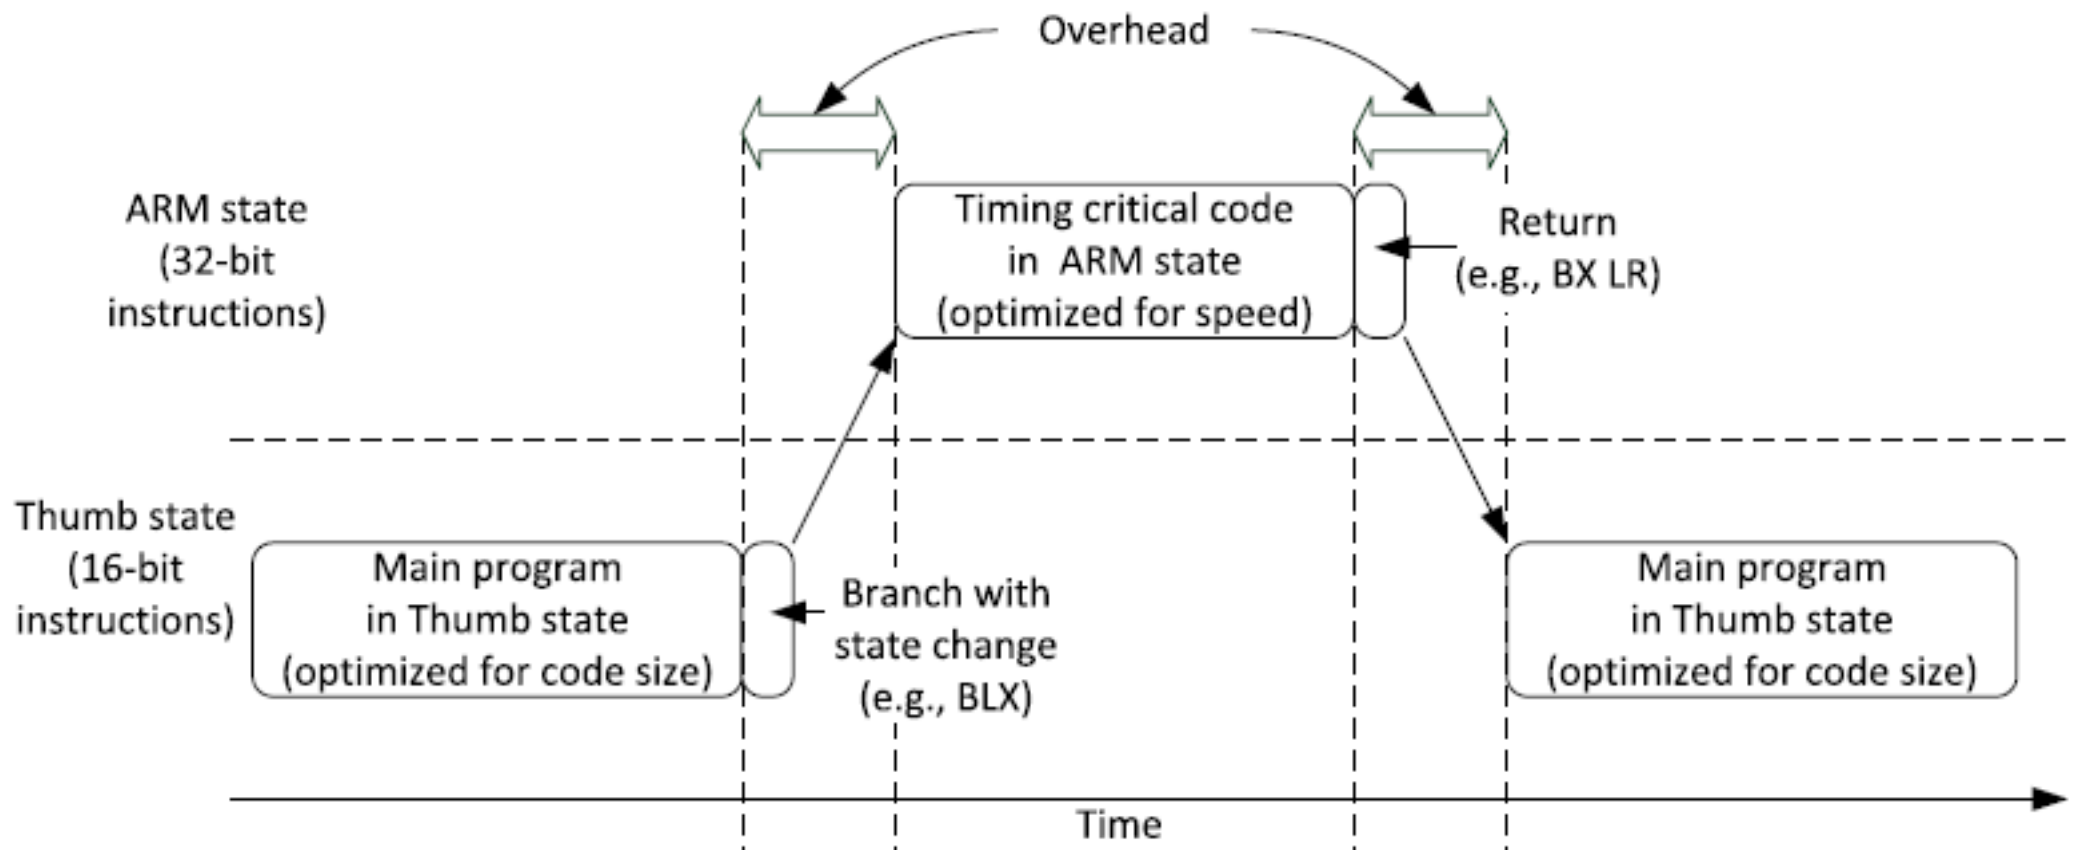 Overhead
ARM state
(32-bit
instructions)
Timing critical code
in ARM state
(optimized for speed)
Return
(e.g., BX LR)
Thumb state
(16-bit
instructions)
Main program
in Thumb state
(optimized for code size)
Branch with
state change
(e.g., BLX)
Main program
in Thumb state
(optimized for code size)
Time